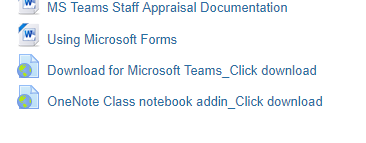 MS Teams Staff Appraisal Documentation
Using Microsoft Forms
Download for Microsoft Teams_Click download
OneNote Class notebook addin_Click download